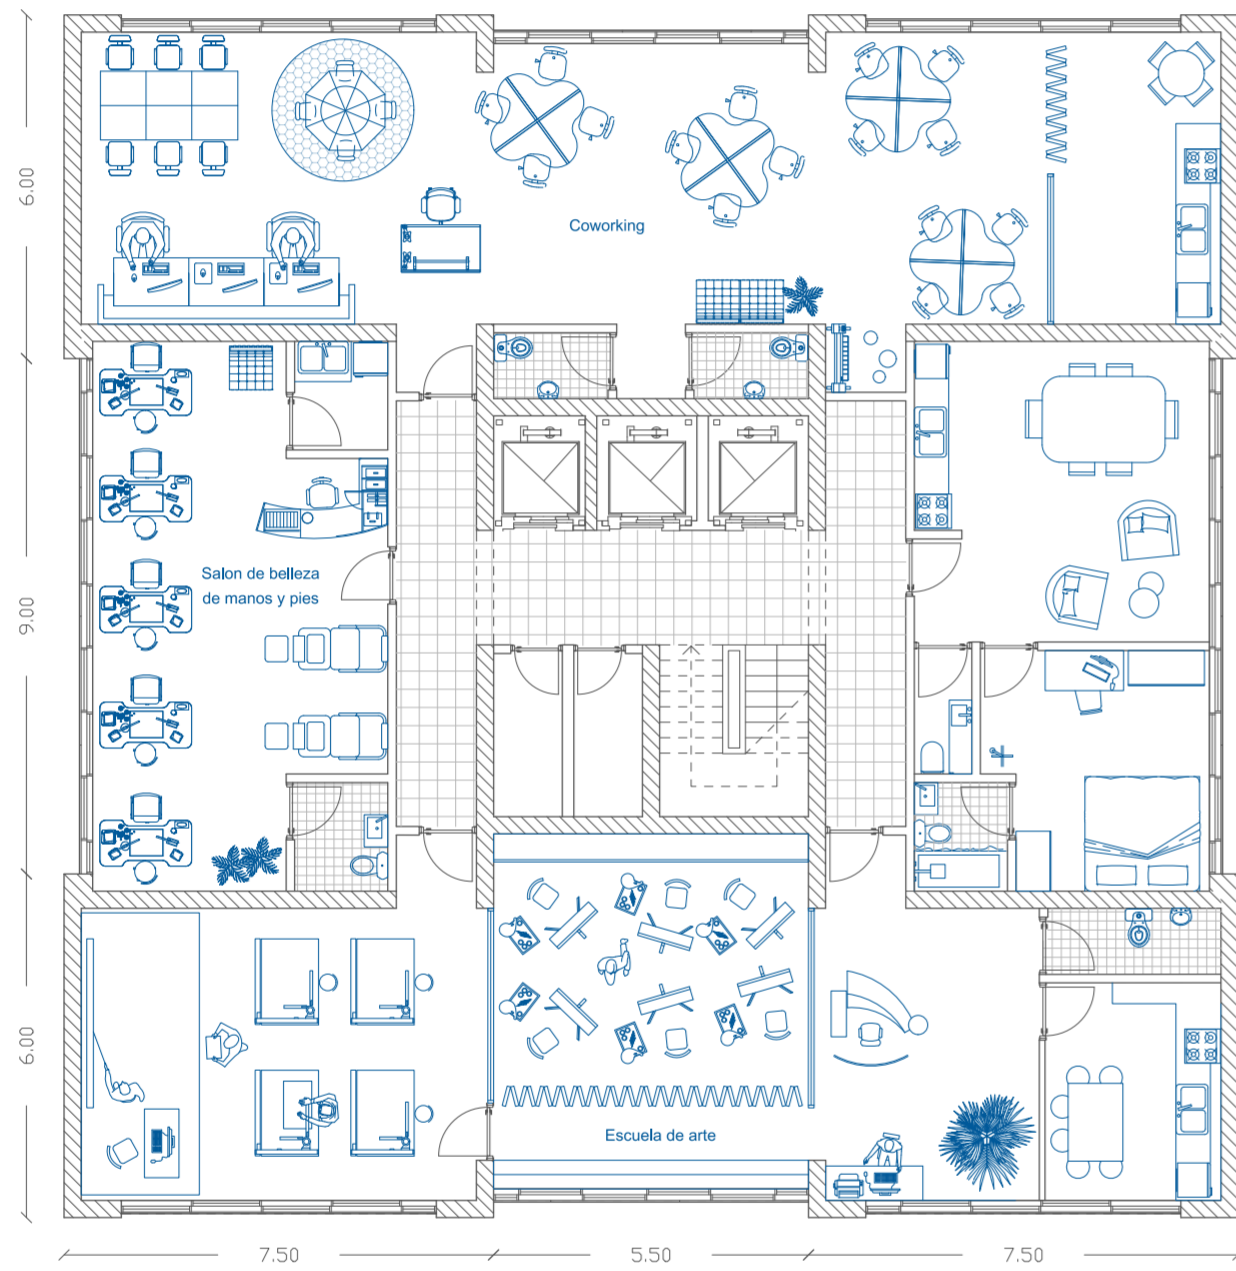 6.00
Coworking
9.00
Salon de belleza
de manos y pies
6.00
Escuela de arte
7.50
5.50
7.50